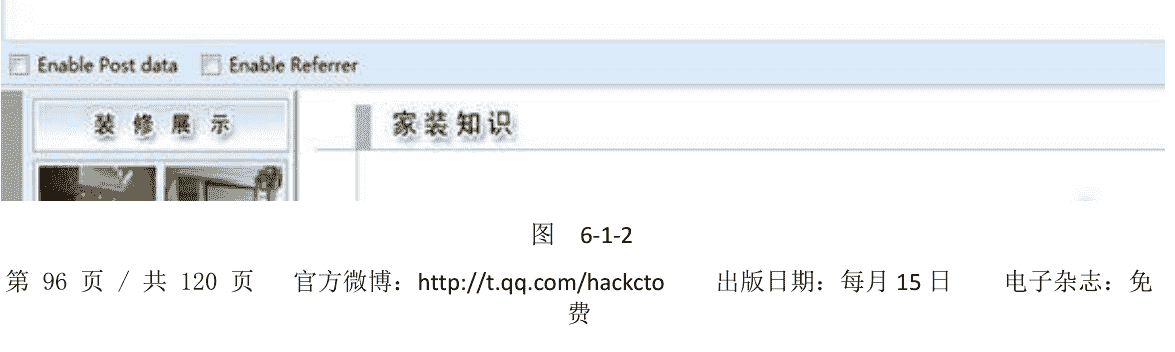 Enable Post data Enable Referrer
装修展示 家装知识
图 6-1-2
第 96 页 / 共 120 页 官方微博：http://t.qq.com/hackcto 出版日期：每月 15 日 电子杂志：免
费